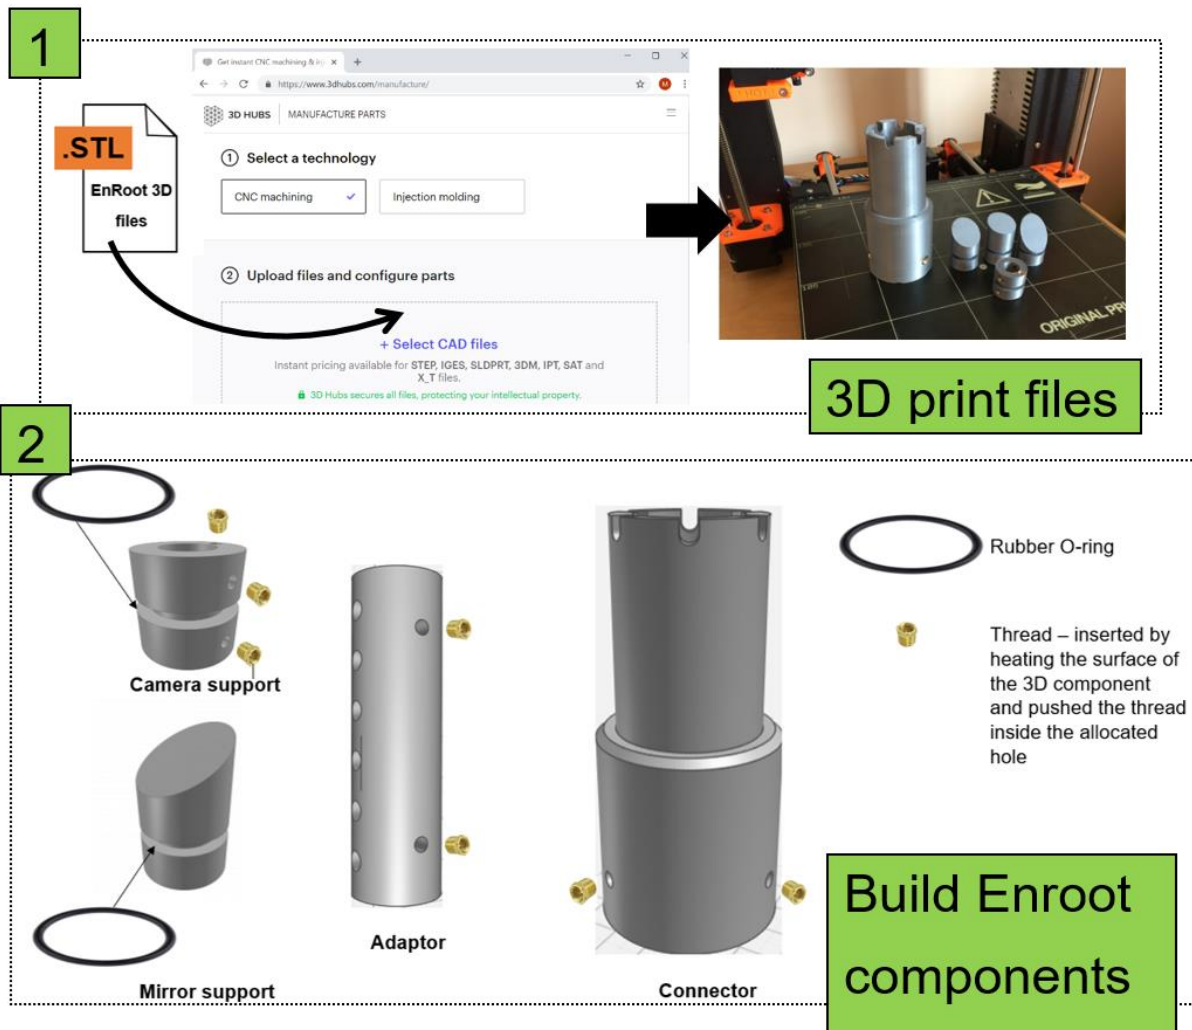 1
Get instant CNC machining & inj
https://www.3dhubs.com/manufacture/
M
3D HUBS
MANUFACTURE PARTS
.STL
EnRoot 3D
files
1 Select a technology
CNC machining
Injection molding
2 Upload files and configure parts
+ Select CAD files
Instant pricing available for STEP, IGES, SLDPRT, 3DM, IPT, SAT and
X_T files.
3D Hubs secures all files, protecting your intellectual property.
ORIGINAL PR
3D print files
2
Camera support
Mirror support
Adaptor
Connector
Rubber O-ring
Thread – inserted by
heating the surface of
the 3D component
and pushed the thread
inside the allocated
hole
Build Enroot
components